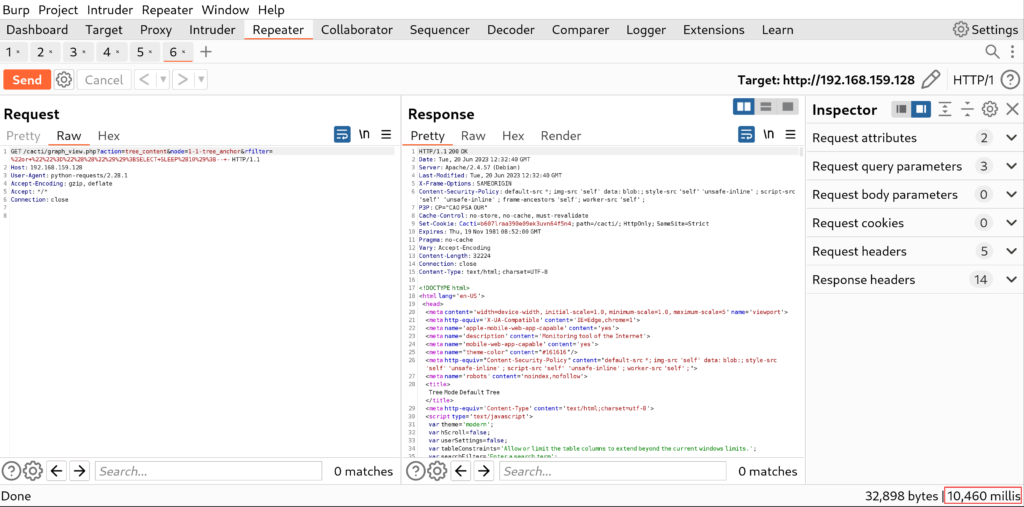 Burp Project Intruder Repeater Window Help
Dashboard Target Proxy Intruder Repeater Collaborator Sequencer Decoder Comparer Logger Extensions Learn Settings
1 × 2 × 3 × 4 × 5 × 6 × +
Send Cancel < > Target: http://192.168.159.128 HTTP/1 ?
Request
Pretty Raw Hex \n
1 GET /cacti/graph_view.php?action=tree_content&node=1-1-tree_anchor&rfilter=
HTTP/1.1
2 Host: 192.168.159.128
3 User-Agent: python-requests/2.28.1
4 Accept-Encoding: gzip, deflate
5 Accept: */*
6 Connection: close
7
8
Search... 0 matches
Response
Pretty Raw Hex Render \n
1 HTTP/1.1 200 OK
2 Date: Tue, 20 Jun 2023 12:32:40 GMT
3 Server: Apache/2.4.57 (Debian)
4 Last-Modified: Tue, 20 Jun 2023 12:32:40 GMT
5 X-Frame-Options: SAMEORIGIN
6 Content-Security-Policy: default-src *; img-src 'self' data: blob:; style-src 'self' 'unsafe-inline' ; script-src
'self' 'unsafe-inline' ; frame-ancestors 'self'; worker-src 'self' ;
7 P3P: CP="CAO PSA OUR"
8 Cache-Control: no-store, no-cache, must-revalidate
9 Set-Cookie: Cacti=b607lraa390e09ak3uvn64f5n4; path=/cacti/; HttpOnly; SameSite=Strict
10 Expires: Thu, 19 Nov 1981 08:52:00 GMT
11 Pragma: no-cache
12 Vary: Accept-Encoding
13 Content-Length: 32224
14 Connection: close
15 Content-Type: text/html; charset=UTF-8
16
17 <!DOCTYPE html>
18 <html lang='en-US'>
19 <head>
20 <meta content='width=device-width, initial-scale=1.0, minimum-scale=1.0, maximum-scale=5' name='viewport'>
21 <meta http-equiv='X-UA-Compatible' content='IE=Edge,chrome=1'>
22 <meta name='apple-mobile-web-app-capable' content='yes'>
23 <meta name='description' content='Monitoring tool of the Internet'>
24 <meta name='mobile-web-app-capable' content='yes'>
25 <meta name="theme-color" content="#161616"/>
26 <meta http-equiv="Content-Security-Policy" content="default-src *; img-src 'self' data: blob:; style-src
'self' 'unsafe-inline' ; script-src 'self' 'unsafe-inline' ; worker-src 'self' ;">
27 <meta name='robots' content='noindex,nofollow'>
28 <title>
Tree Mode Default Tree
</title>
29 <meta http-equiv='Content-Type' content='text/html;charset=utf-8'>
30 <script type='text/javascript'>
31 var theme='modern';
32 var hScroll=false;
33 var userSettings=false;
34 var tableConstraints='Allow or limit the table columns to extend beyond the current windows limits.';
35 var searchFilter='Enter a search term';
Search... 0 matches
Inspector
Request attributes 2
Request query parameters 3
Request body parameters 0
Request cookies 0
Request headers 5
Response headers 14
Done 32,898 bytes | 10,460 millis